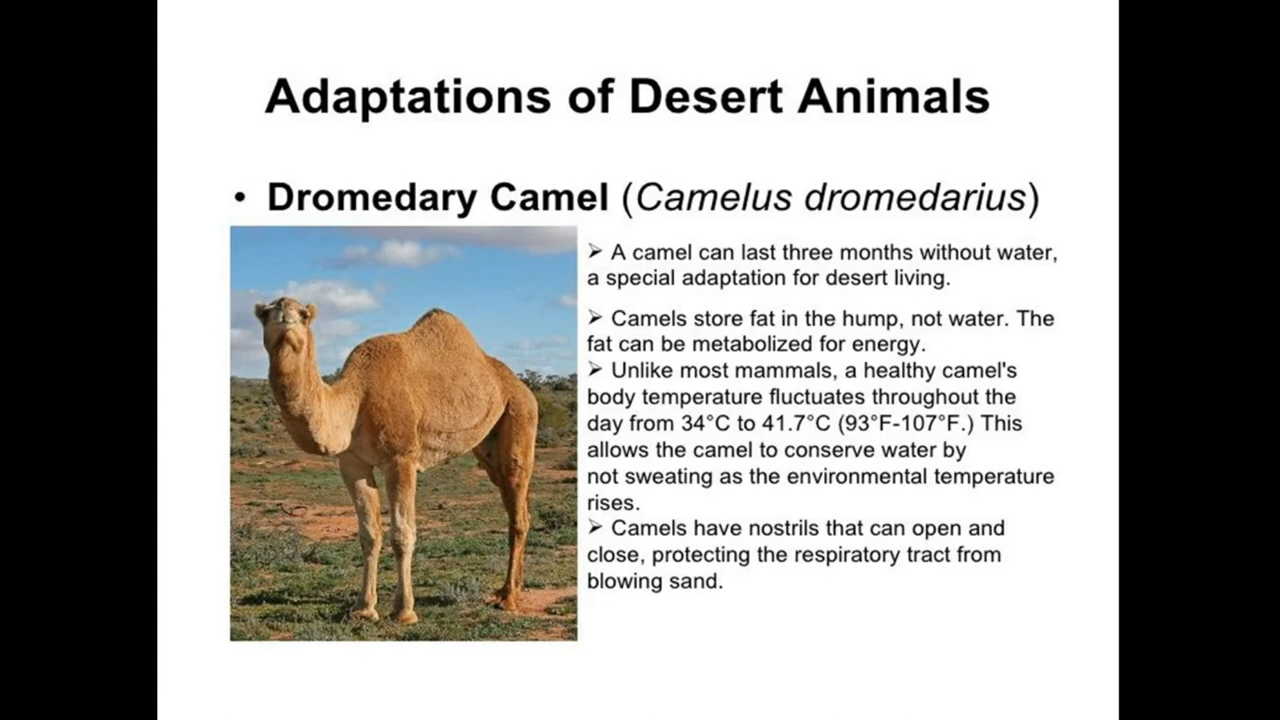 Adaptations of Desert Animals
• Dromedary Camel (Camelus dromedarius)
➢ A camel can last three months without water,
a special adaptation for desert living.
➢ Camels store fat in the hump, not water. The
fat can be metabolized for energy.
➢ Unlike most mammals, a healthy camel's
body temperature fluctuates throughout the
day from 34°C to 41.7°C (93°F-107°F.) This
allows the camel to conserve water by
not sweating as the environmental temperature
rises.
➢ Camels have nostrils that can open and
close, protecting the respiratory tract from
blowing sand.